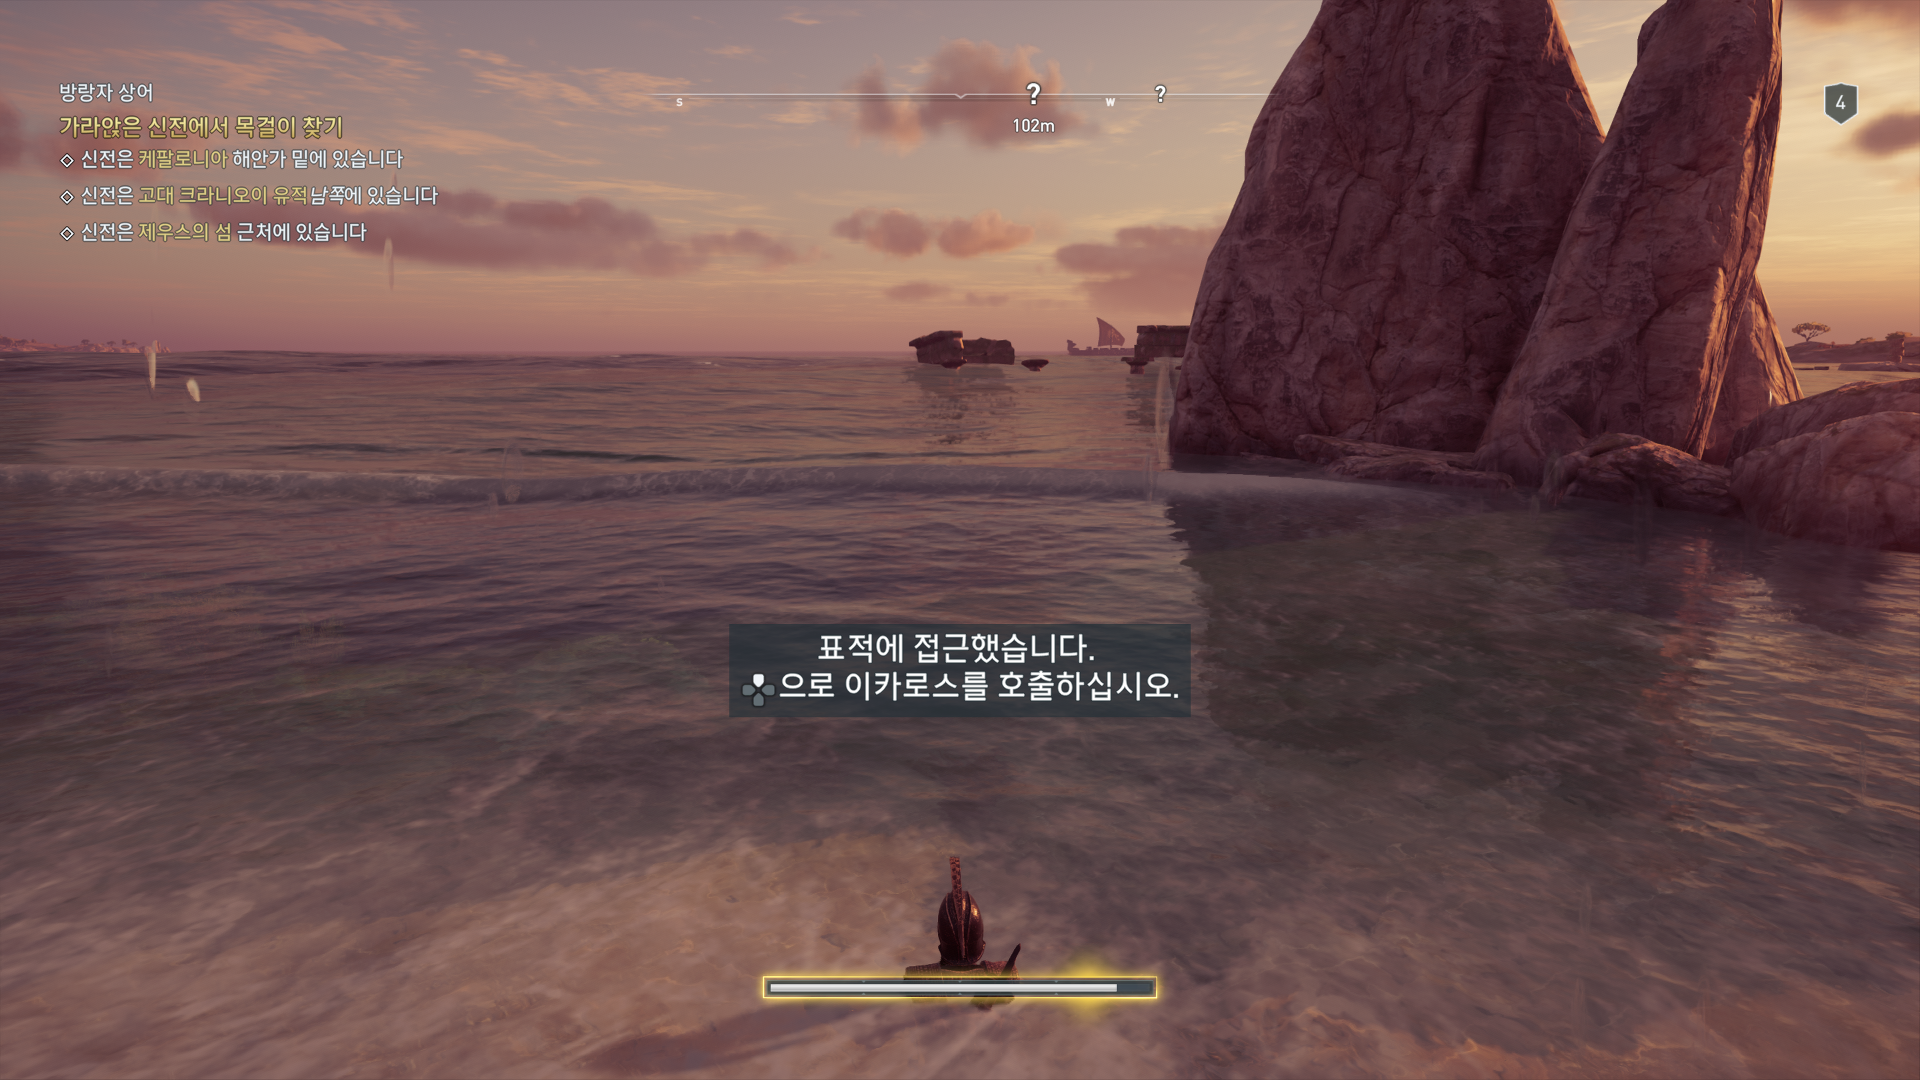 방랑자 상어
가라앉은 신전에서 목걸이 찾기
신전은 케팔로니아 해안가 밑에 있습니다
신전은 고대 크라니오이 유적 남쪽에 있습니다
신전은 제우스의 섬 근처에 있습니다
S ? W ?
102m
4
표적에 접근했습니다.
으로 이카로스를 호출하십시오.